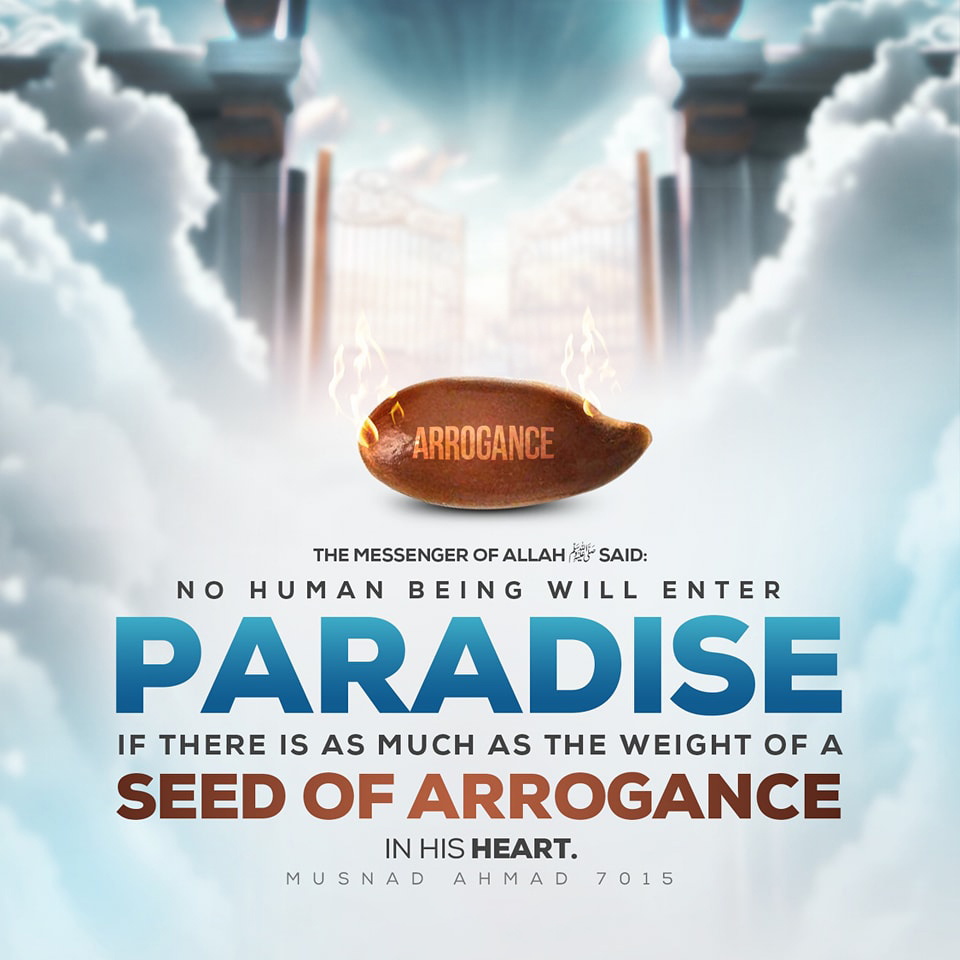 ARROGANCE
THE MESSENGER OF ALLAH ﷺ SAID:
NO HUMAN BEING WILL ENTER
PARADISE
IF THERE IS AS MUCH AS THE WEIGHT OF A
SEED OF ARROGANCE
IN HIS HEART.
MUSNAD AHMAD 7015